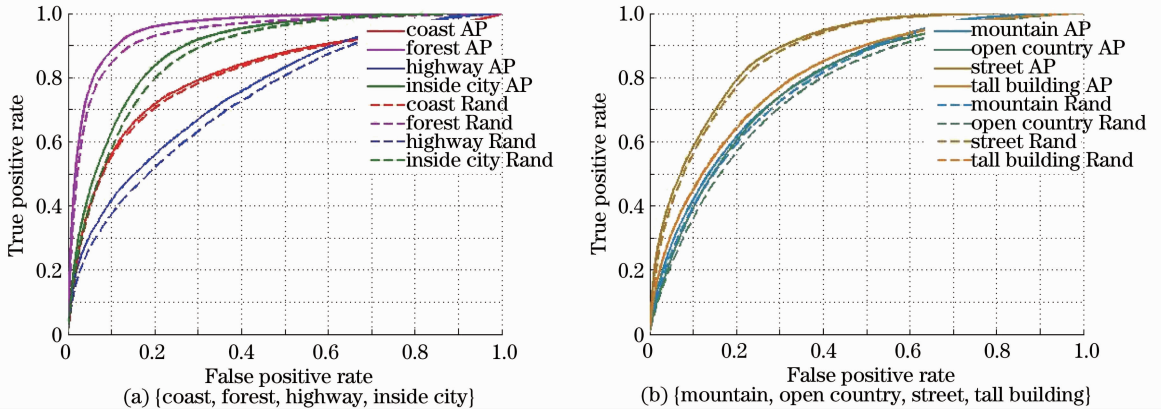 1.0
0.8
0.6
0.4
0.2
0
True positive rate
0 0.2 0.4 0.6 0.8 1.0
False positive rate
coast AP
forest AP
highway AP
inside city AP
coast Rand
forest Rand
highway Rand
inside city Rand
(a) {coast, forest, highway, inside city}
1.0
0.8
0.6
0.4
0.2
0
True positive rate
0 0.2 0.4 0.6 0.8 1.0
False positive rate
mountain AP
open country AP
street AP
tall building AP
mountain Rand
open country Rand
street Rand
tall building Rand
(b) {mountain, open country, street, tall building}